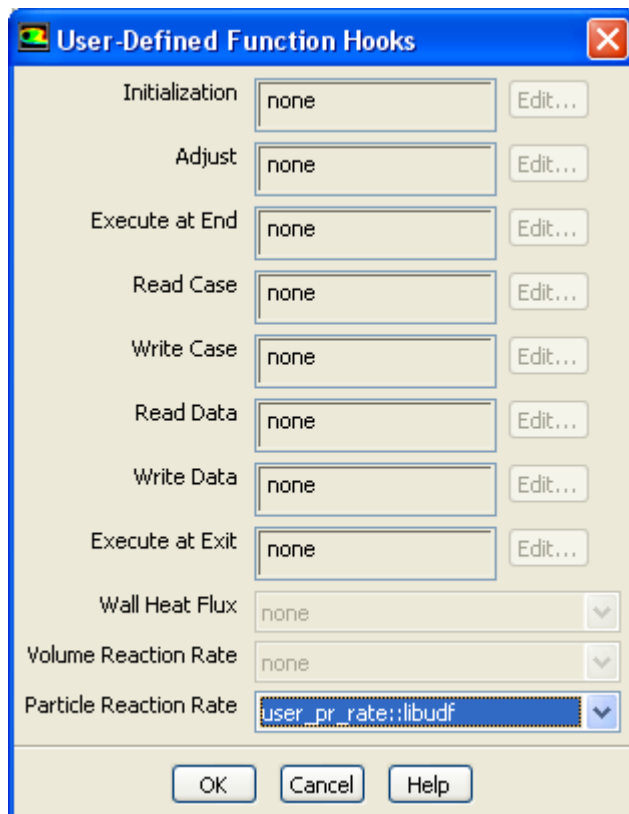 User-Defined Function Hooks
Initialization none Edit...
Adjust none Edit...
Execute at End none Edit...
Read Case none Edit...
Write Case none Edit...
Read Data none Edit...
Write Data none Edit...
Execute at Exit none Edit...
Wall Heat Flux none
Volume Reaction Rate none
Particle Reaction Rate user_pr_rate::libudf
OK Cancel Help